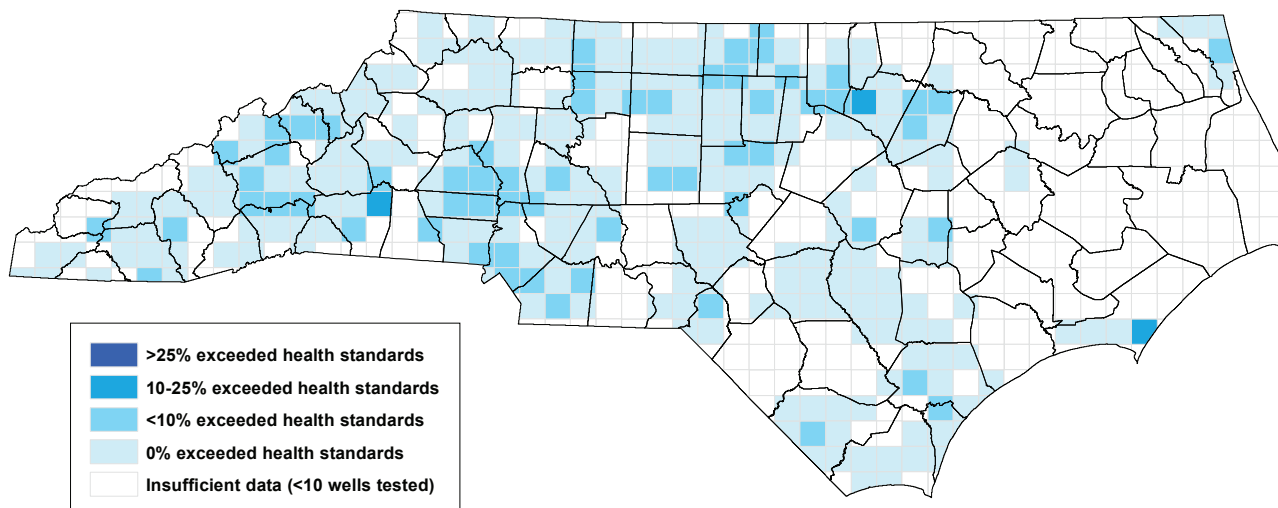 >25% exceeded health standards
10-25% exceeded health standards
<10% exceeded health standards
0% exceeded health standards
Insufficient data (<10 wells tested)